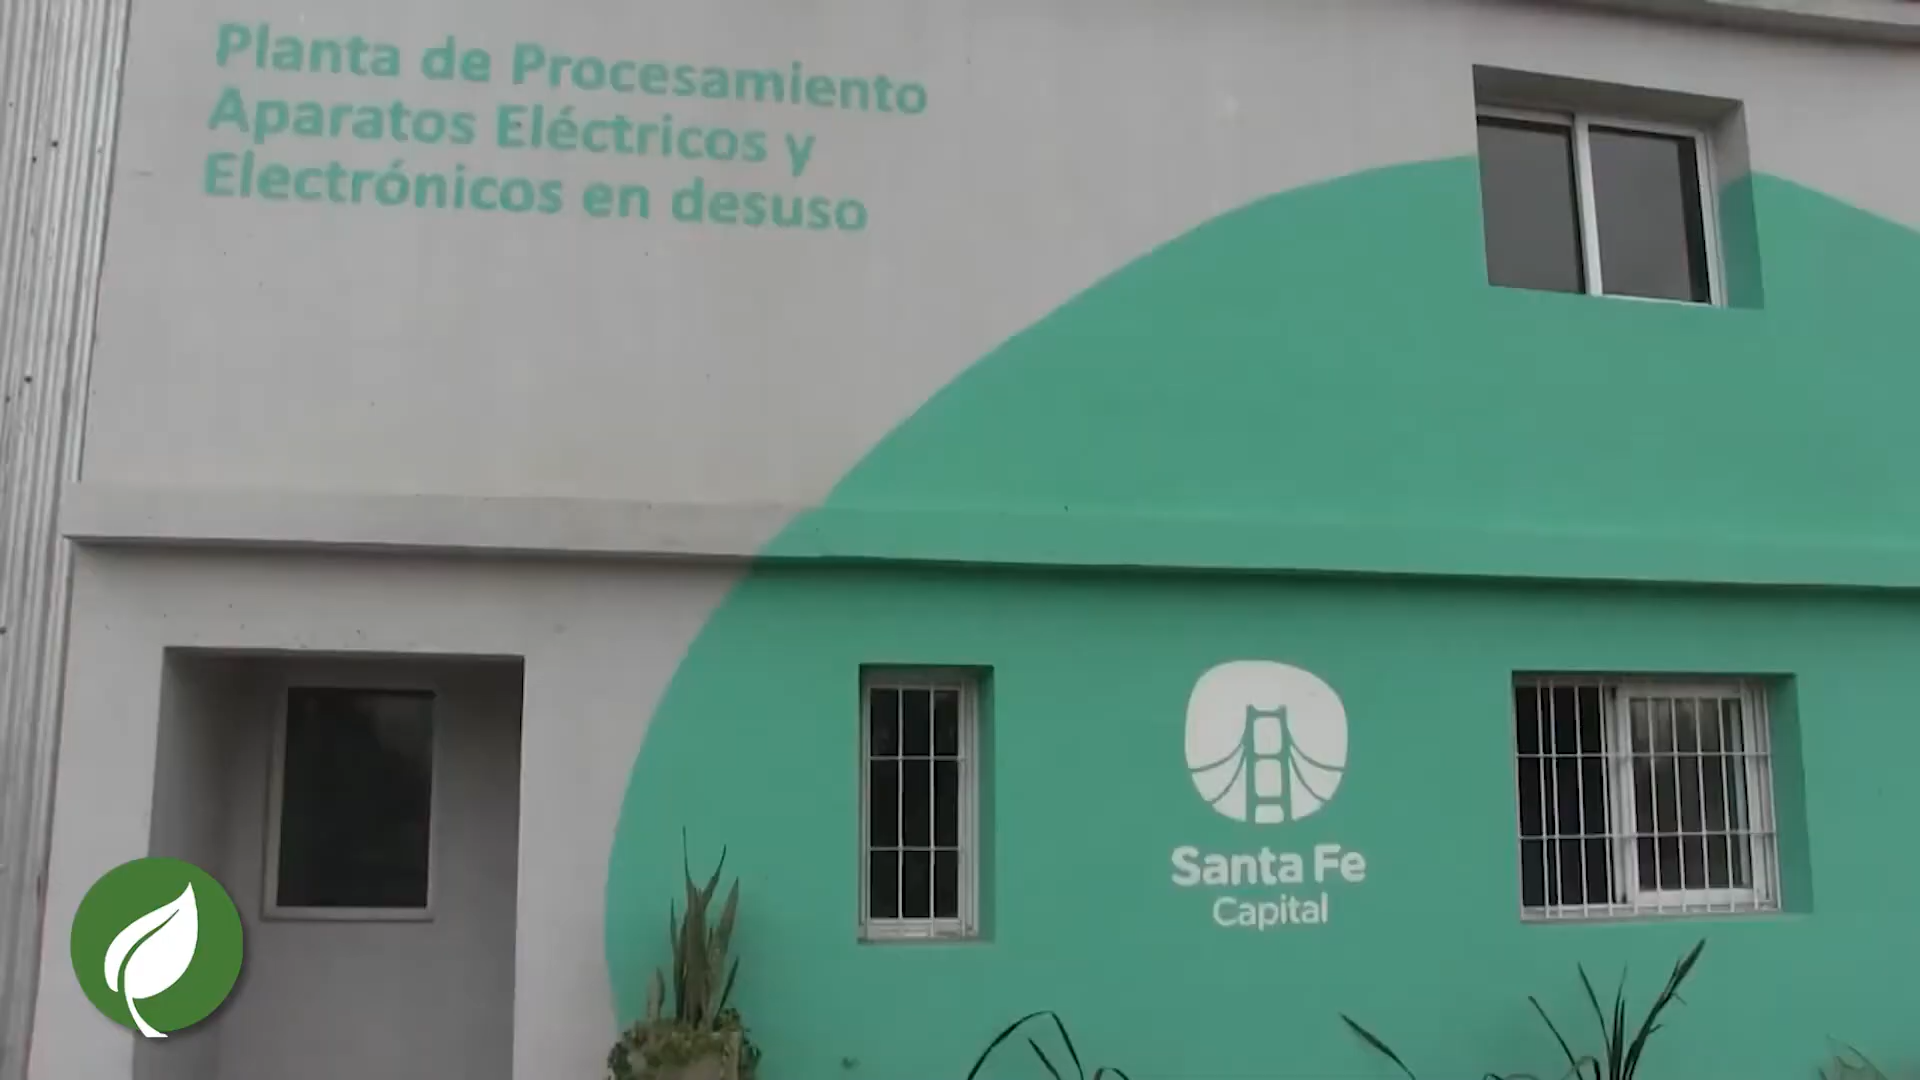 Planta de Procesamiento
Aparatos Eléctricos y
Electrónicos en desuso
Santa Fe
Capital